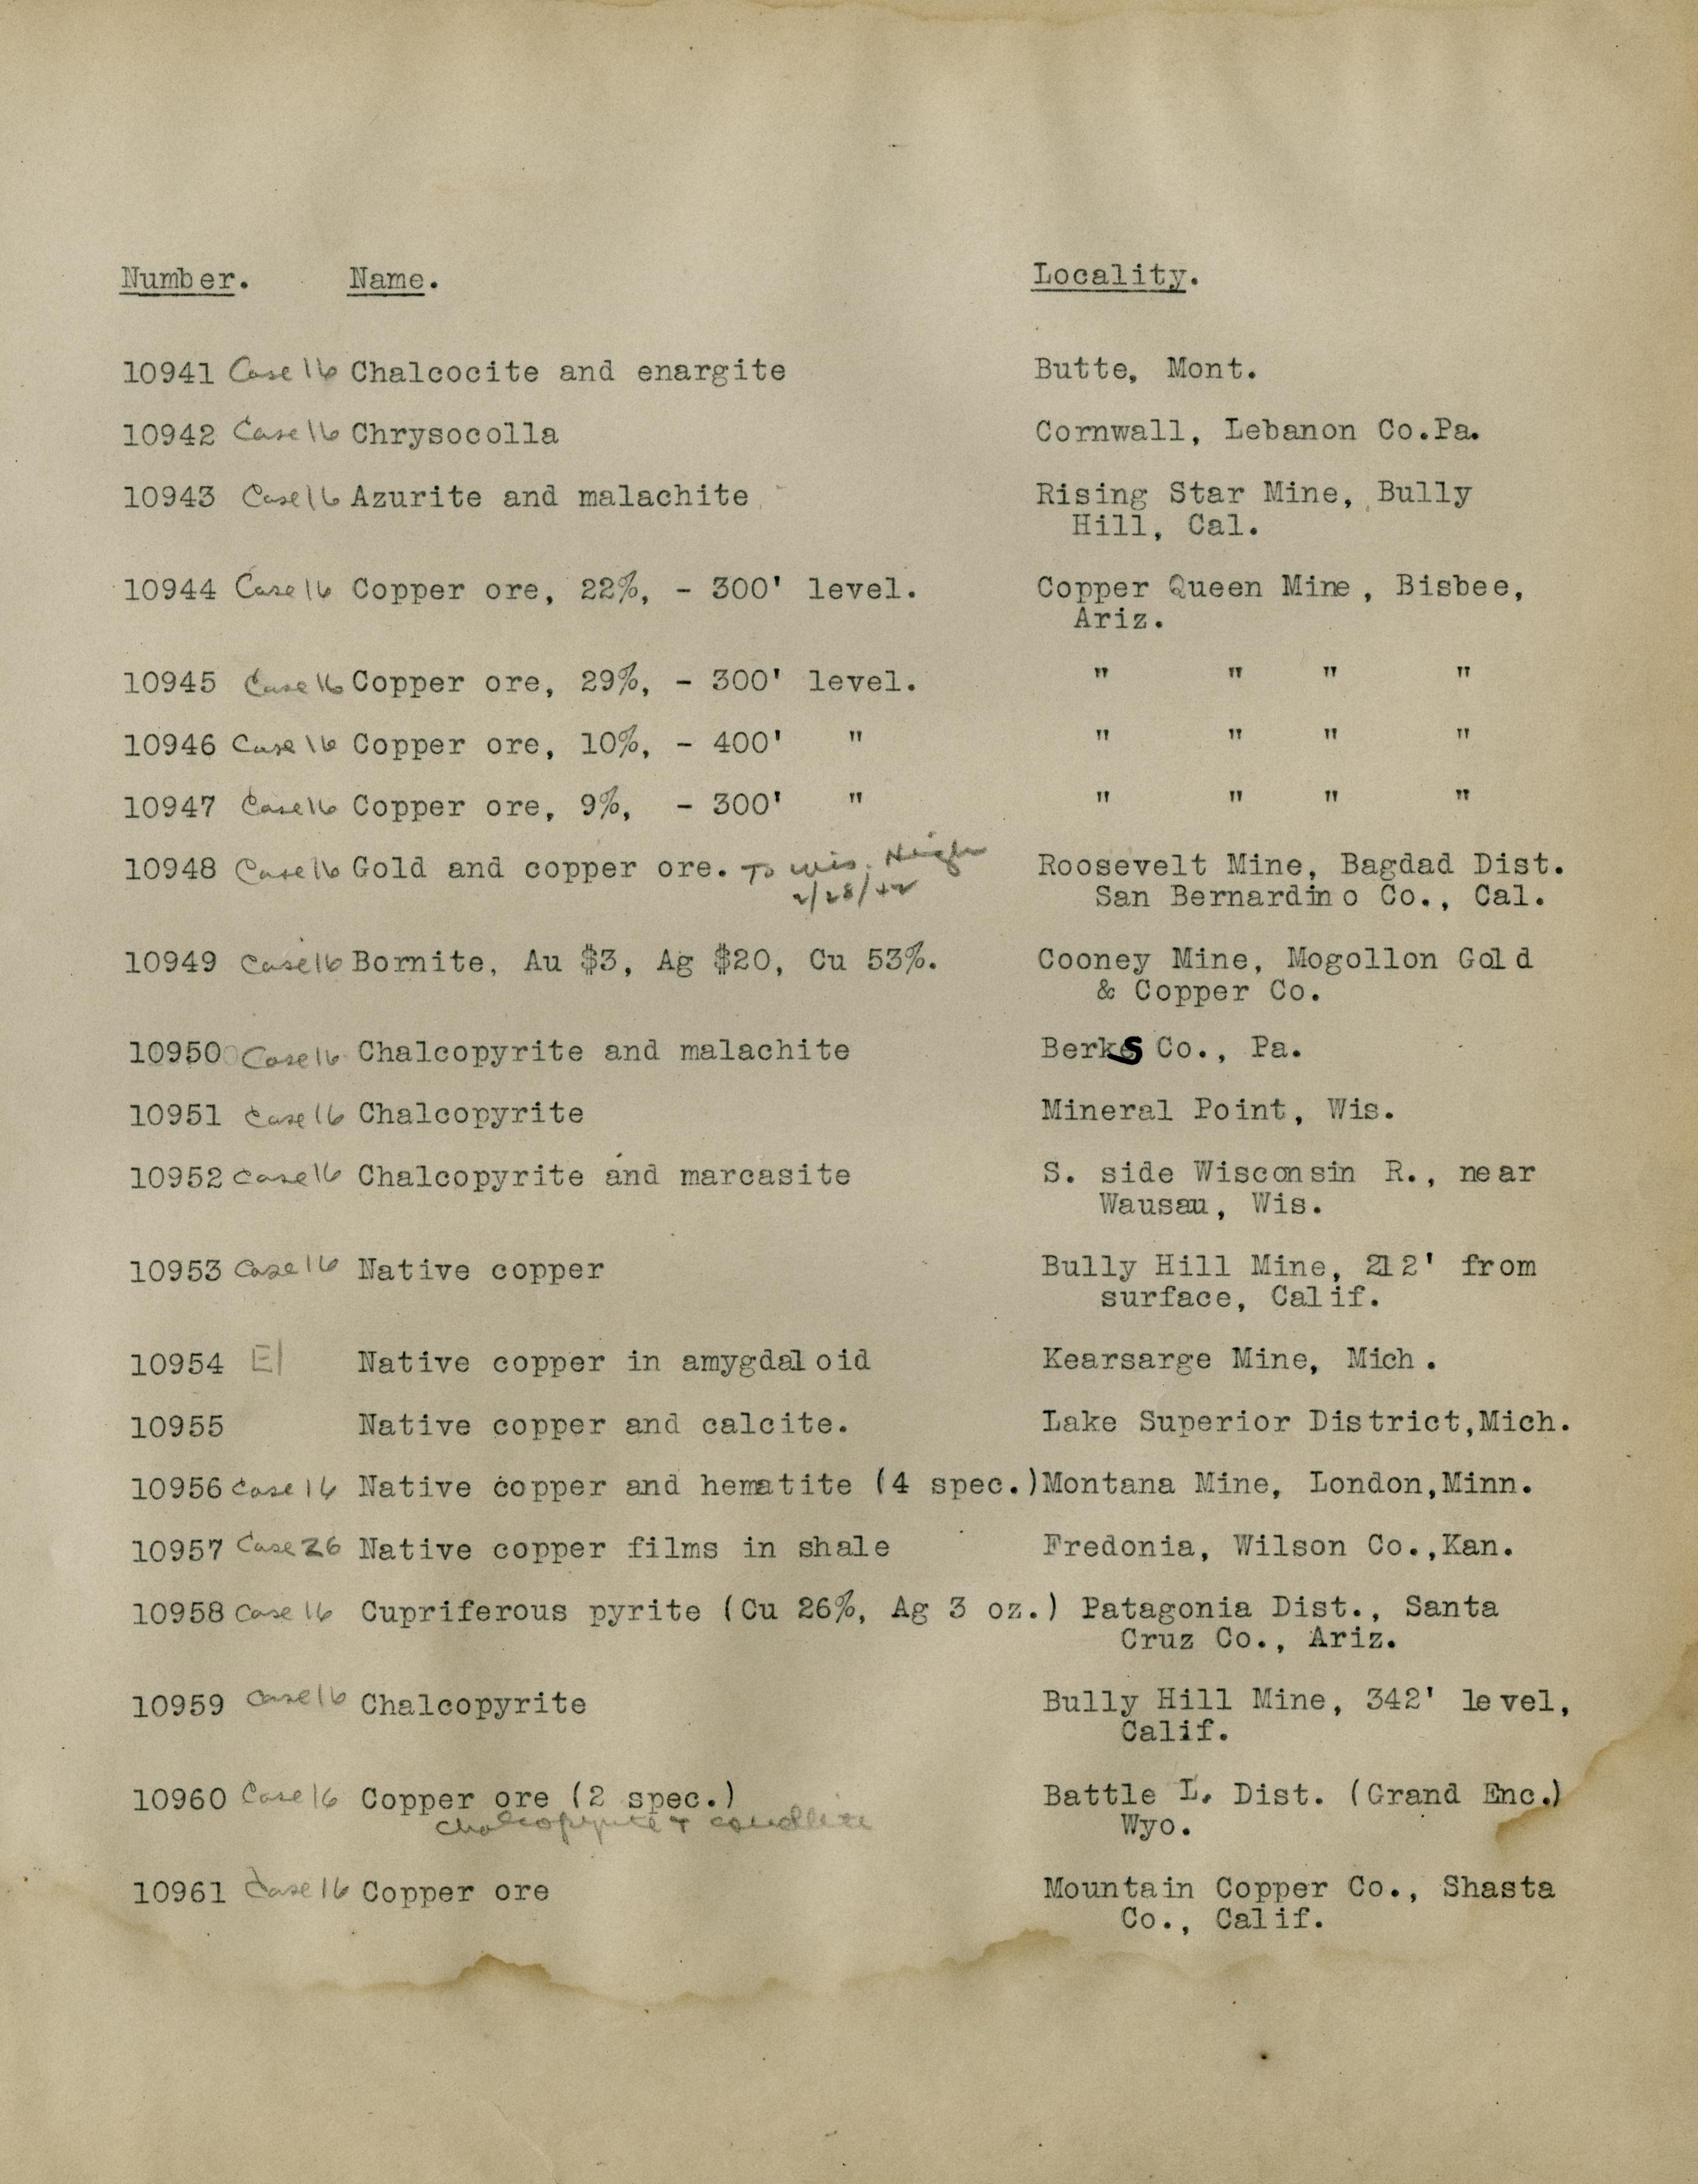 Number. Name. Locality.
10941 Case 16 Chalcocite and enargite Butte, Mont.
10942 Case 16 Chrysocolla Cornwall, Lebanon Co.Pa.
10943 Case 16 Azurite and malachite Rising Star Mine, Bully
Hill, Cal.
10944 Case 16 Copper ore, 22%, - 300' level. Copper Queen Mine, Bisbee,
Ariz.
10945 Case 16 Copper ore, 29%, - 300' level. " " " "
10946 Case 16 Copper ore, 10%, - 400' " " " " "
10947 Case 16 Copper ore, 9%, - 300' " " " " "
10948 Case 16 Gold and copper ore. To Wis. High Roosevelt Mine, Bagdad Dist.
2/28/42 San Bernardino Co., Cal.
10949 Case 16 Bornite, Au $3, Ag $20, Cu 53%. Cooney Mine, Mogollon Gold
& Copper Co.
10950 Case 16 Chalcopyrite and malachite Berks Co., Pa.
10951 Case 16 Chalcopyrite Mineral Point, Wis.
10952 Case 16 Chalcopyrite and marcasite S. side Wisconsin R., near
Wausau, Wis.
10953 Case 16 Native copper Bully Hill Mine, 212' from
surface, Calif.
10954 E1 Native copper in amygdaloid Kearsarge Mine, Mich.
10955 Native copper and calcite. Lake Superior District,Mich.
10956 Case 16 Native copper and hematite (4 spec.)Montana Mine, London,Minn.
10957 Case 26 Native copper films in shale Fredonia, Wilson Co.,Kan.
10958 Case 16 Cupriferous pyrite (Cu 26%, Ag 3 oz.) Patagonia Dist., Santa
Cruz Co., Ariz.
10959 Case 16 Chalcopyrite Bully Hill Mine, 342' level,
Calif.
10960 Case 16 Copper ore (2 spec.) Battle L. Dist. (Grand Enc.)
chalcopyrite + covellite Wyo.
10961 Case 16 Copper ore Mountain Copper Co., Shasta
Co., Calif.